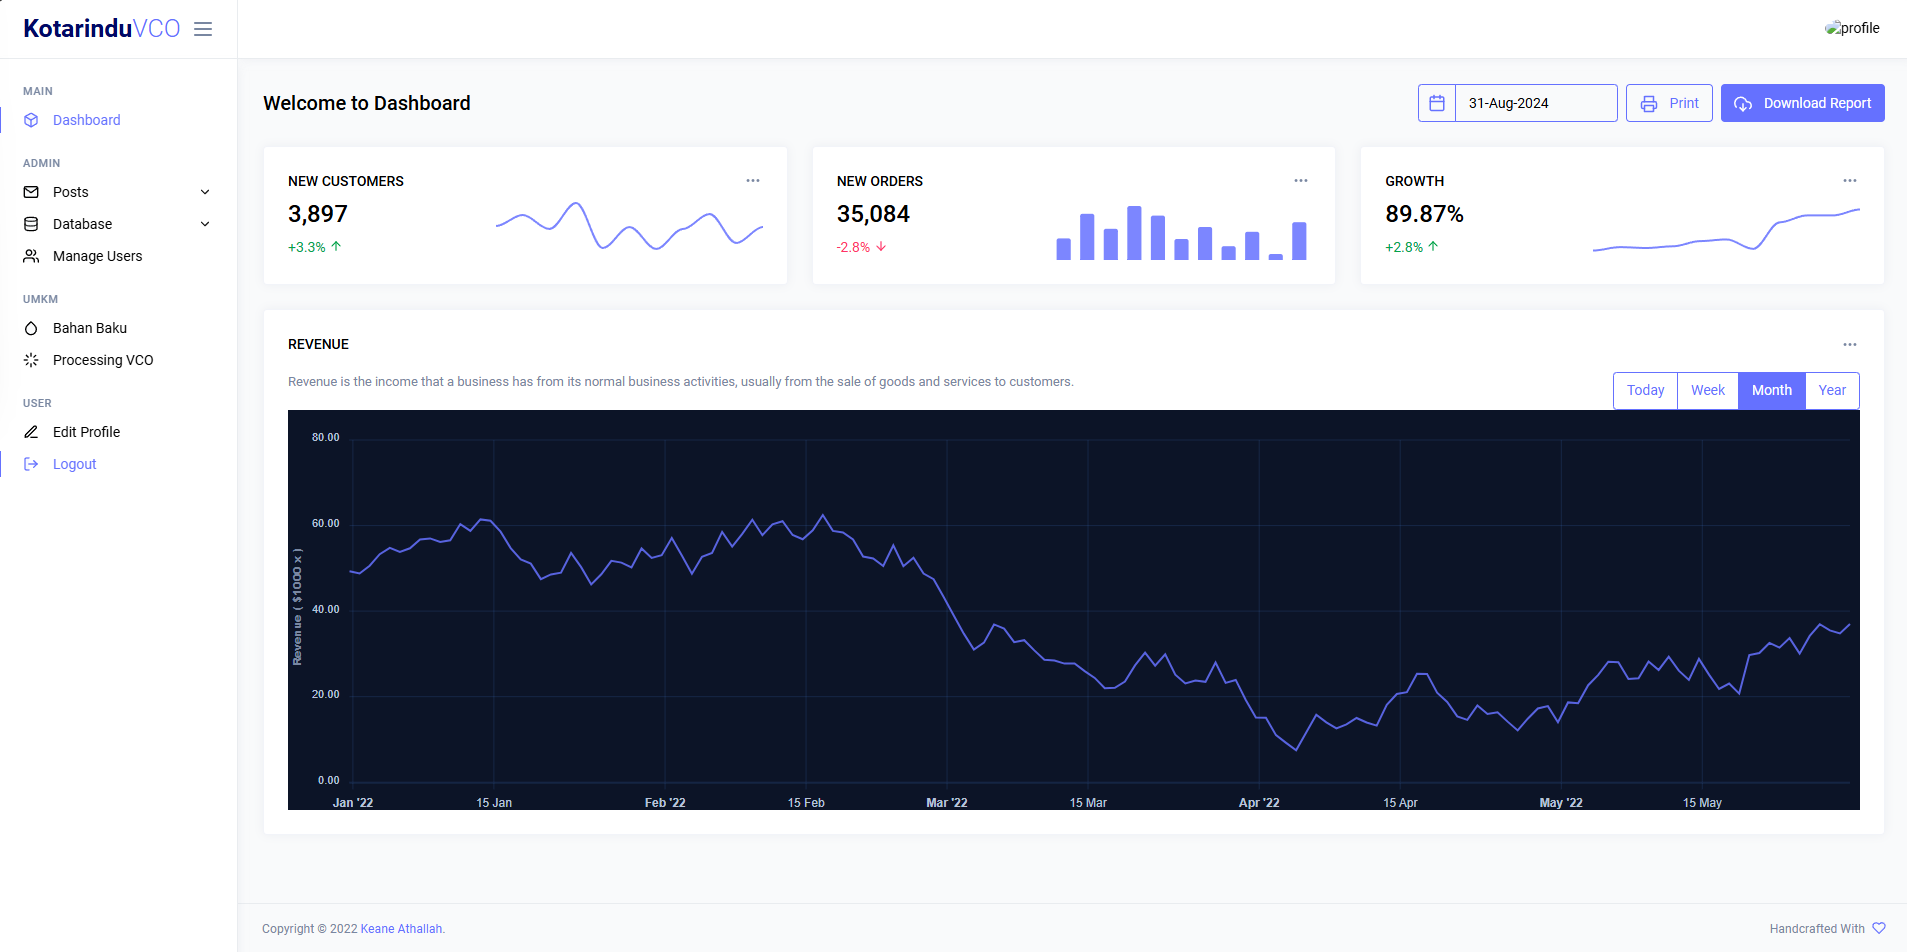 KotarinduVCO
profile
MAIN
Dashboard
ADMIN
Posts
Database
Manage Users
UMKM
Bahan Baku
Processing VCO
USER
Edit Profile
Logout
Welcome to Dashboard
31-Aug-2024
Print
Download Report
NEW CUSTOMERS
3,897
+3.3%
NEW ORDERS
35,084
-2.8%
GROWTH
89.87%
+2.8%
REVENUE
Revenue is the income that a business has from its normal business activities, usually from the sale of goods and services to customers.
Today
Week
Month
Year
Revenue ( $1000 x )
80.00
60.00
40.00
20.00
0.00
Jan '22
15 Jan
Feb '22
15 Feb
Mar '22
15 Mar
Apr '22
15 Apr
May '22
15 May
Copyright © 2022 Keane Athallah.
Handcrafted With